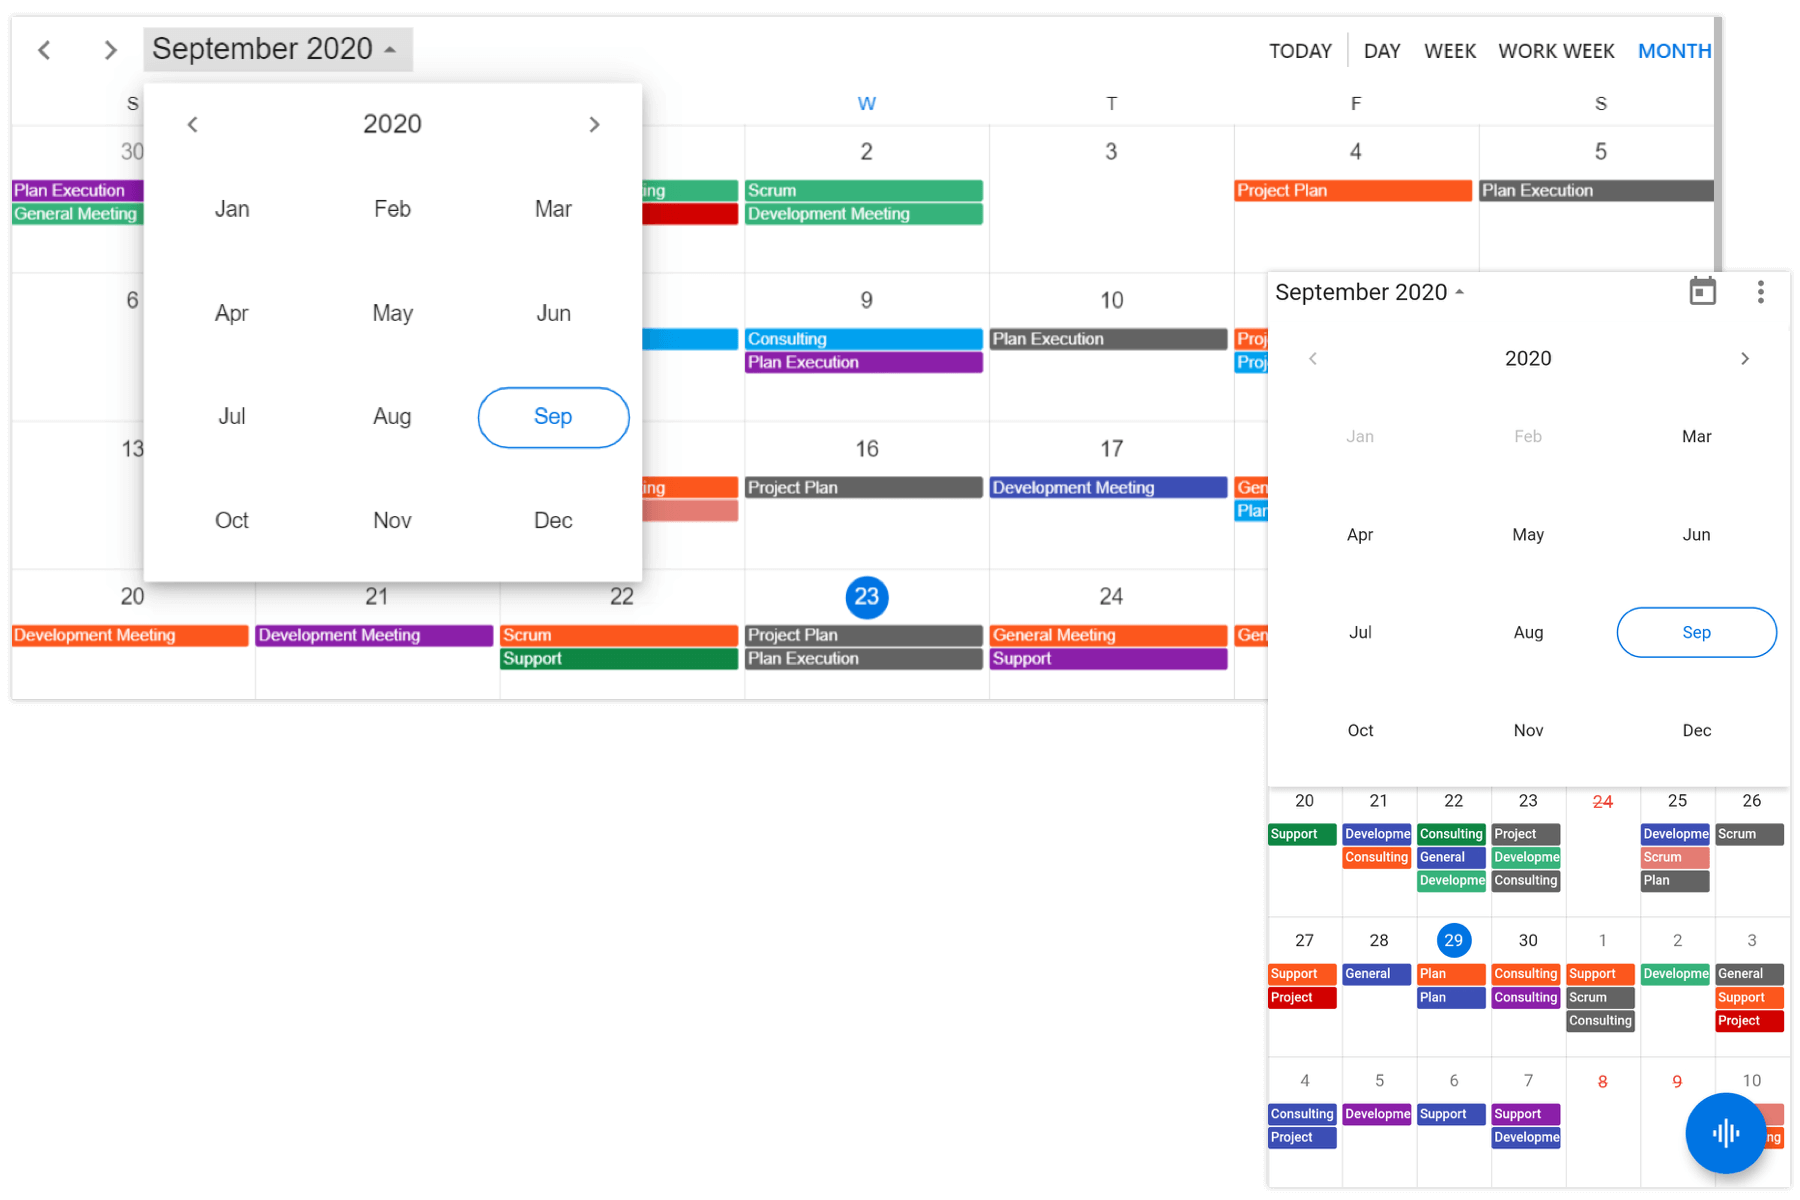 September 2020
TODAY DAY WEEK WORK WEEK MONTH
S W T F S
30 2 3 4 5
Plan Execution ing Scrum Project Plan Plan Execution
General Meeting Development Meeting
2020
Jan Feb Mar
Apr May Jun
Jul Aug Sep
Oct Nov Dec
6 9 10
Consulting Plan Execution Proj
Plan Execution Proj
13 16 17
ing Project Plan Development Meeting Gen
Plan
20 21 22 23 24
Development Meeting Development Meeting Scrum Project Plan General Meeting Gen
Support Plan Execution Support
September 2020
2020
Jan Feb Mar
Apr May Jun
Jul Aug Sep
Oct Nov Dec
20 21 22 23 24 25 26
Support Developme Consulting Project Developme Scrum
Consulting General Developme Scrum
Developme Consulting Plan
27 28 29 30 1 2 3
Support General Plan Consulting Support Developme General
Project Plan Consulting Scrum Support
Consulting Project
4 5 6 7 8 9 10
Consulting Developme Support Support
Project Developme ng